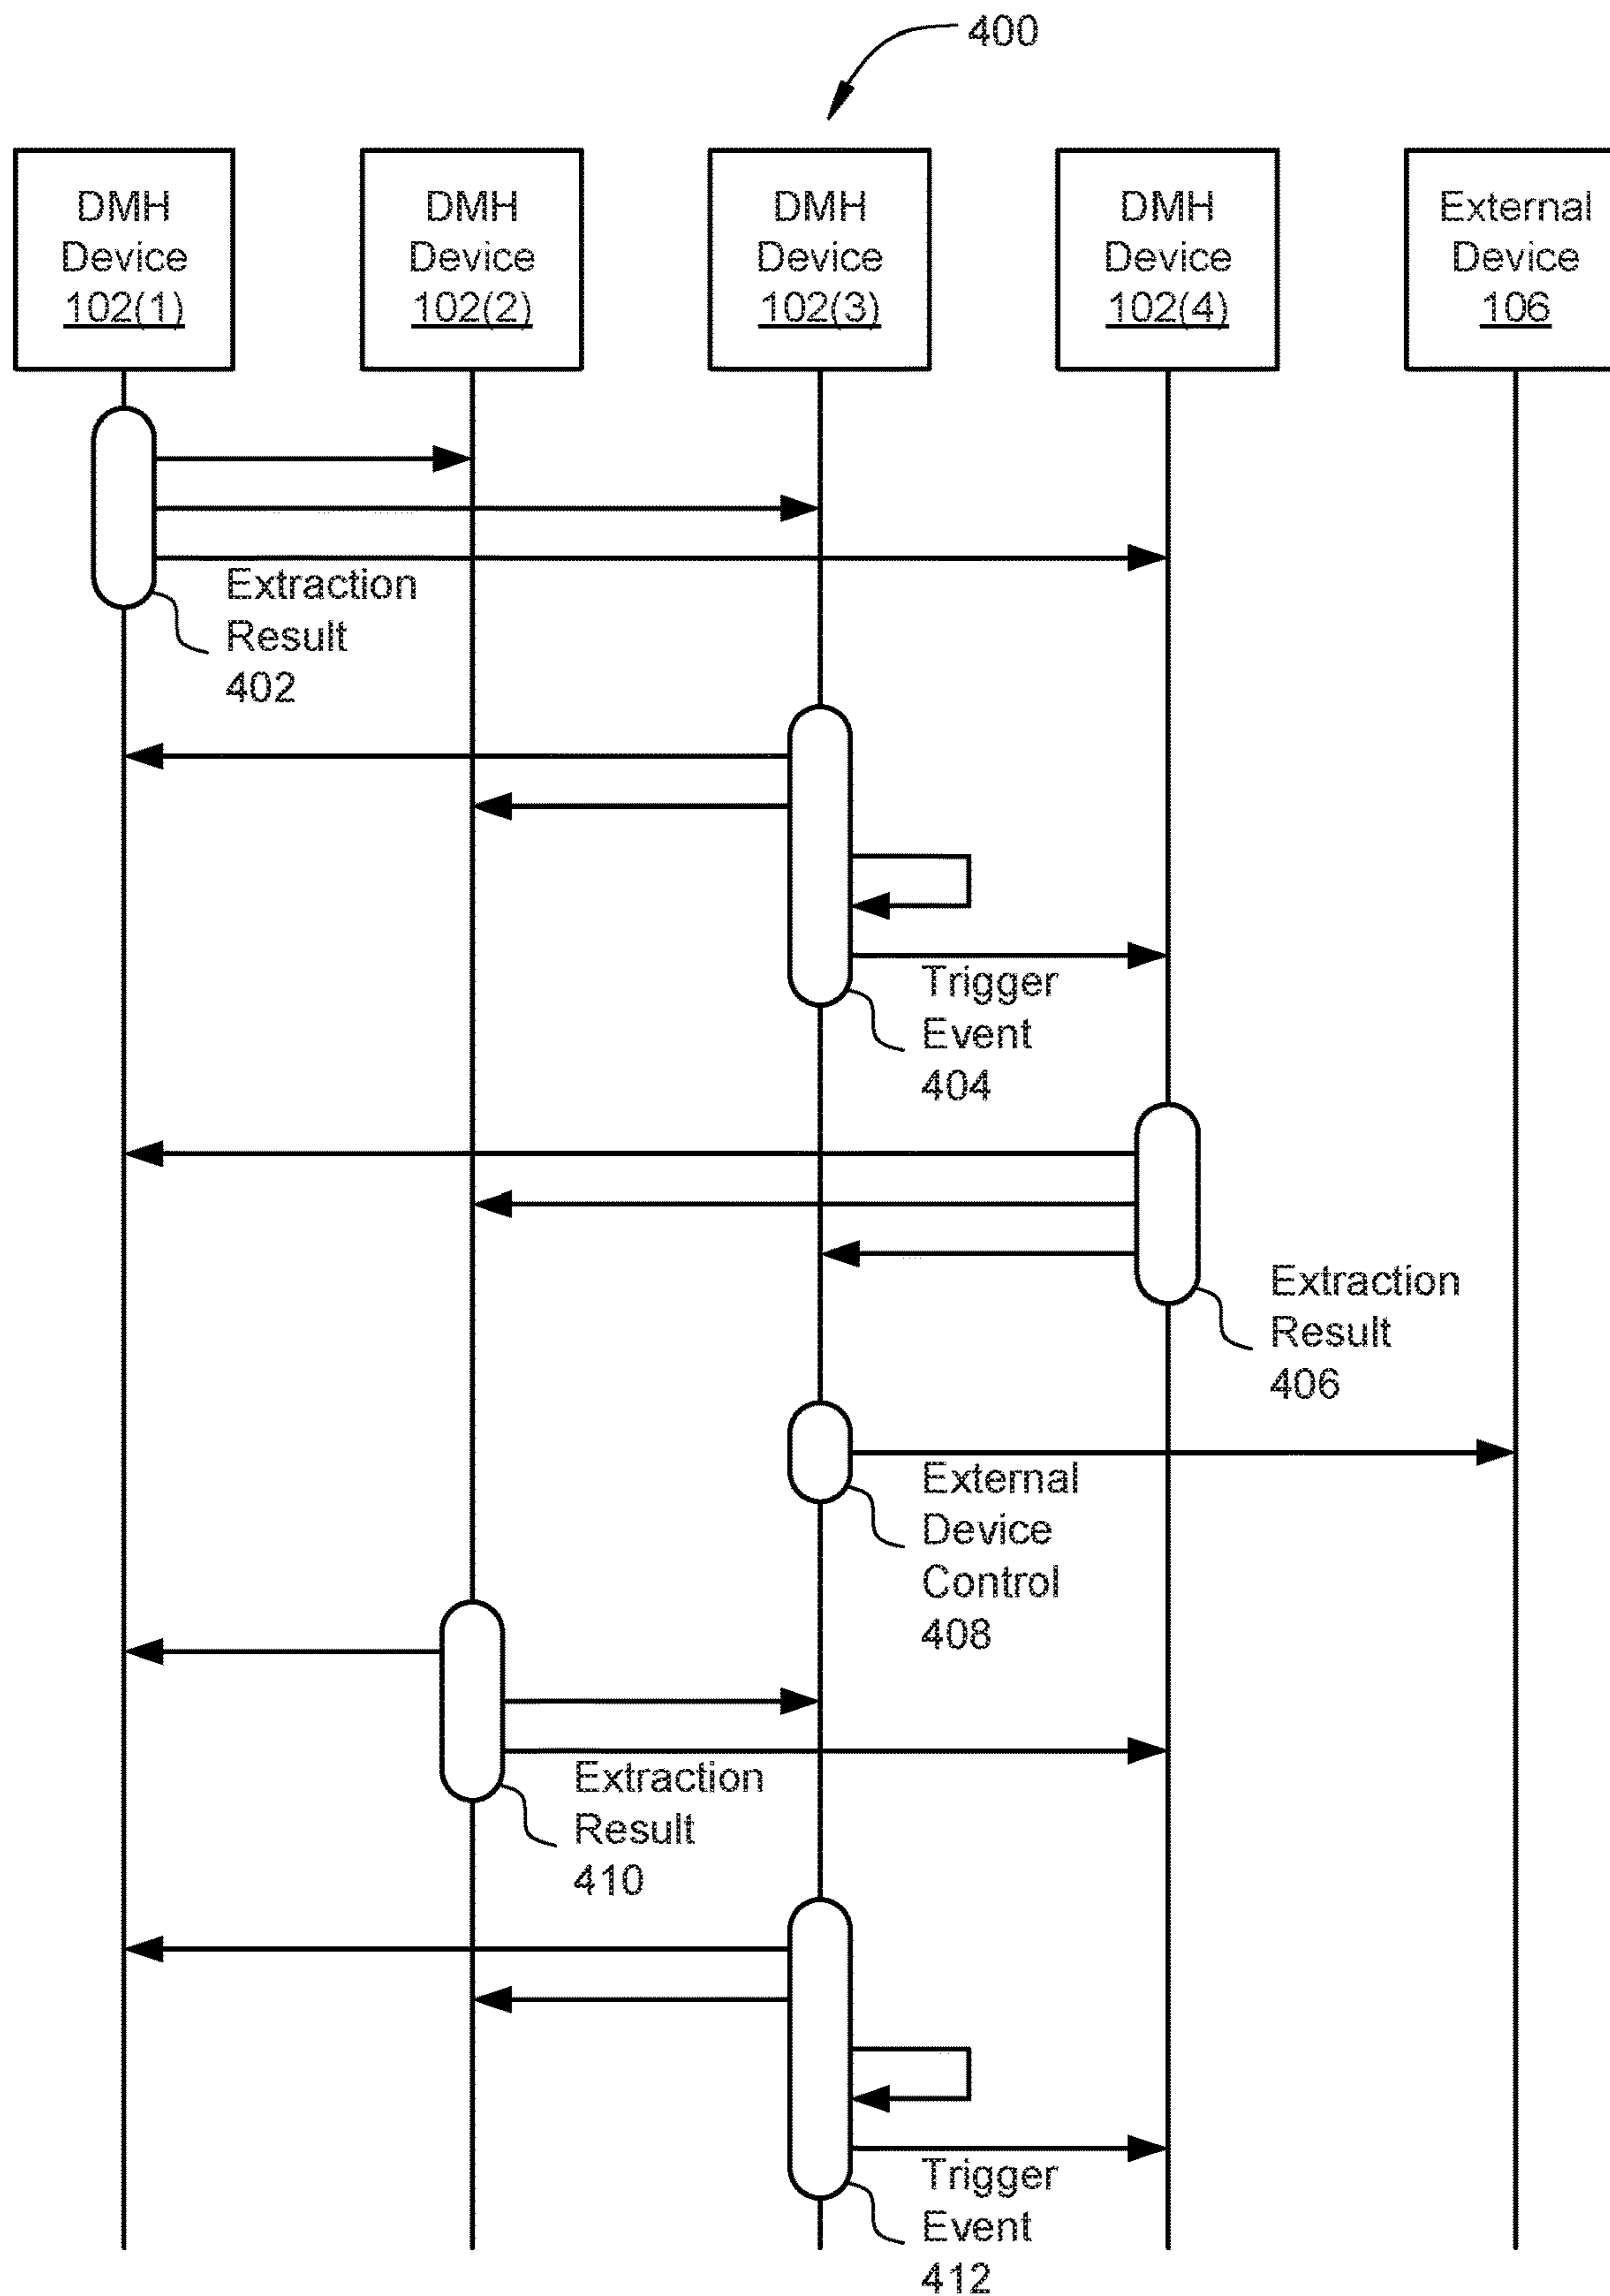 400
DMH
Device
102(1)
DMH
Device
102(2)
DMH
Device
102(3)
DMH
Device
102(4)
External
Device
106
Extraction
Result
402
Trigger
Event
404
Extraction
Result
406
External
Device
Control
408
Extraction
Result
410
Trigger
Event
412